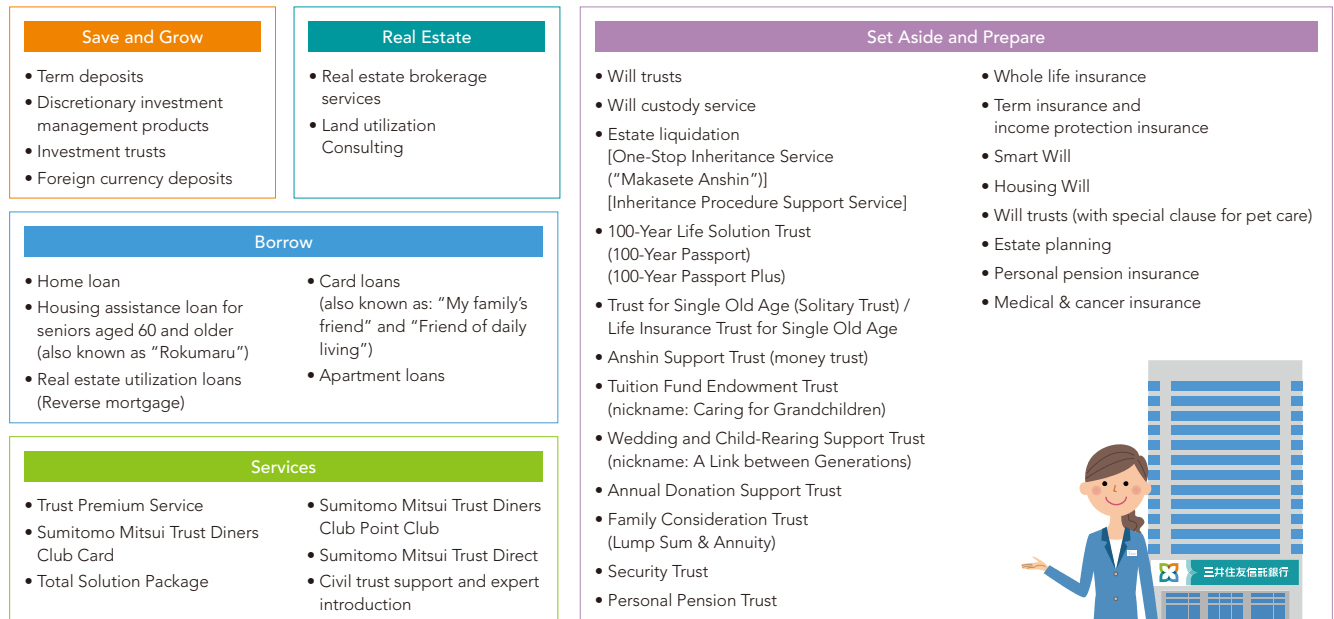 Save and Grow
• Term deposits
• Discretionary investment
management products
• Investment trusts
• Foreign currency deposits
Real Estate
• Real estate brokerage
services
• Land utilization
Consulting
Borrow
• Home loan
• Housing assistance loan for
seniors aged 60 and older
(also known as “Rokumaru”)
• Real estate utilization loans
(Reverse mortgage)
• Card loans
(also known as: “My family’s
friend” and “Friend of daily
living”)
• Apartment loans
Services
• Trust Premium Service
• Sumitomo Mitsui Trust Diners
Club Card
• Total Solution Package
• Sumitomo Mitsui Trust Diners
Club Point Club
• Sumitomo Mitsui Trust Direct
• Civil trust support and expert
introduction
Set Aside and Prepare
• Will trusts
• Will custody service
• Estate liquidation
[One-Stop Inheritance Service
(“Makasete Anshin”)]
[Inheritance Procedure Support Service]
• 100-Year Life Solution Trust
(100-Year Passport)
(100-Year Passport Plus)
• Trust for Single Old Age (Solitary Trust) /
Life Insurance Trust for Single Old Age
• Anshin Support Trust (money trust)
• Tuition Fund Endowment Trust
(nickname: Caring for Grandchildren)
• Wedding and Child-Rearing Support Trust
(nickname: A Link between Generations)
• Annual Donation Support Trust
• Family Consideration Trust
(Lump Sum & Annuity)
• Security Trust
• Personal Pension Trust
• Whole life insurance
• Term insurance and
income protection insurance
• Smart Will
• Housing Will
• Will trusts (with special clause for pet care)
• Estate planning
• Personal pension insurance
• Medical & cancer insurance
三井住友信託銀行